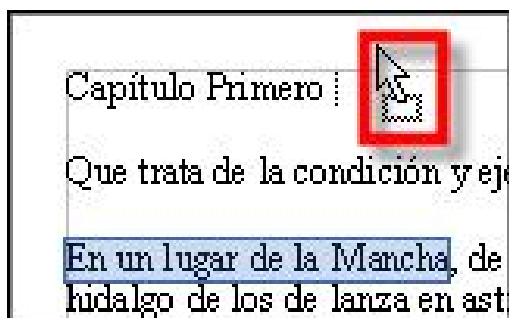 Capítulo Primero
Que trata de la condición y eje
En un lugar de la Mancha, de
hidalgo de los de lanza en ast